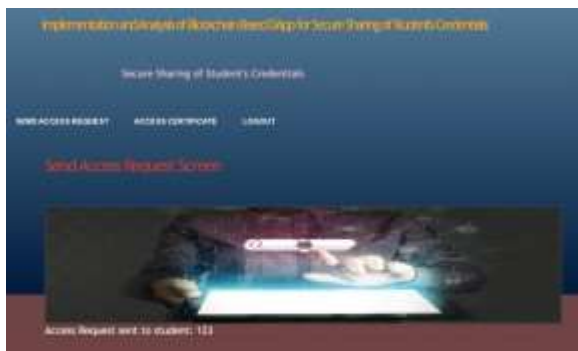 Implementation and Analysis of Blockchain Based DApp for Secure Sharing of Students Credentials
Secure Sharing of Student's Credentials
SEND ACCESS REQUEST ACCESS CERTIFICATE LOGOUT
Send Access Request Screen
Access Request sent to student: 123